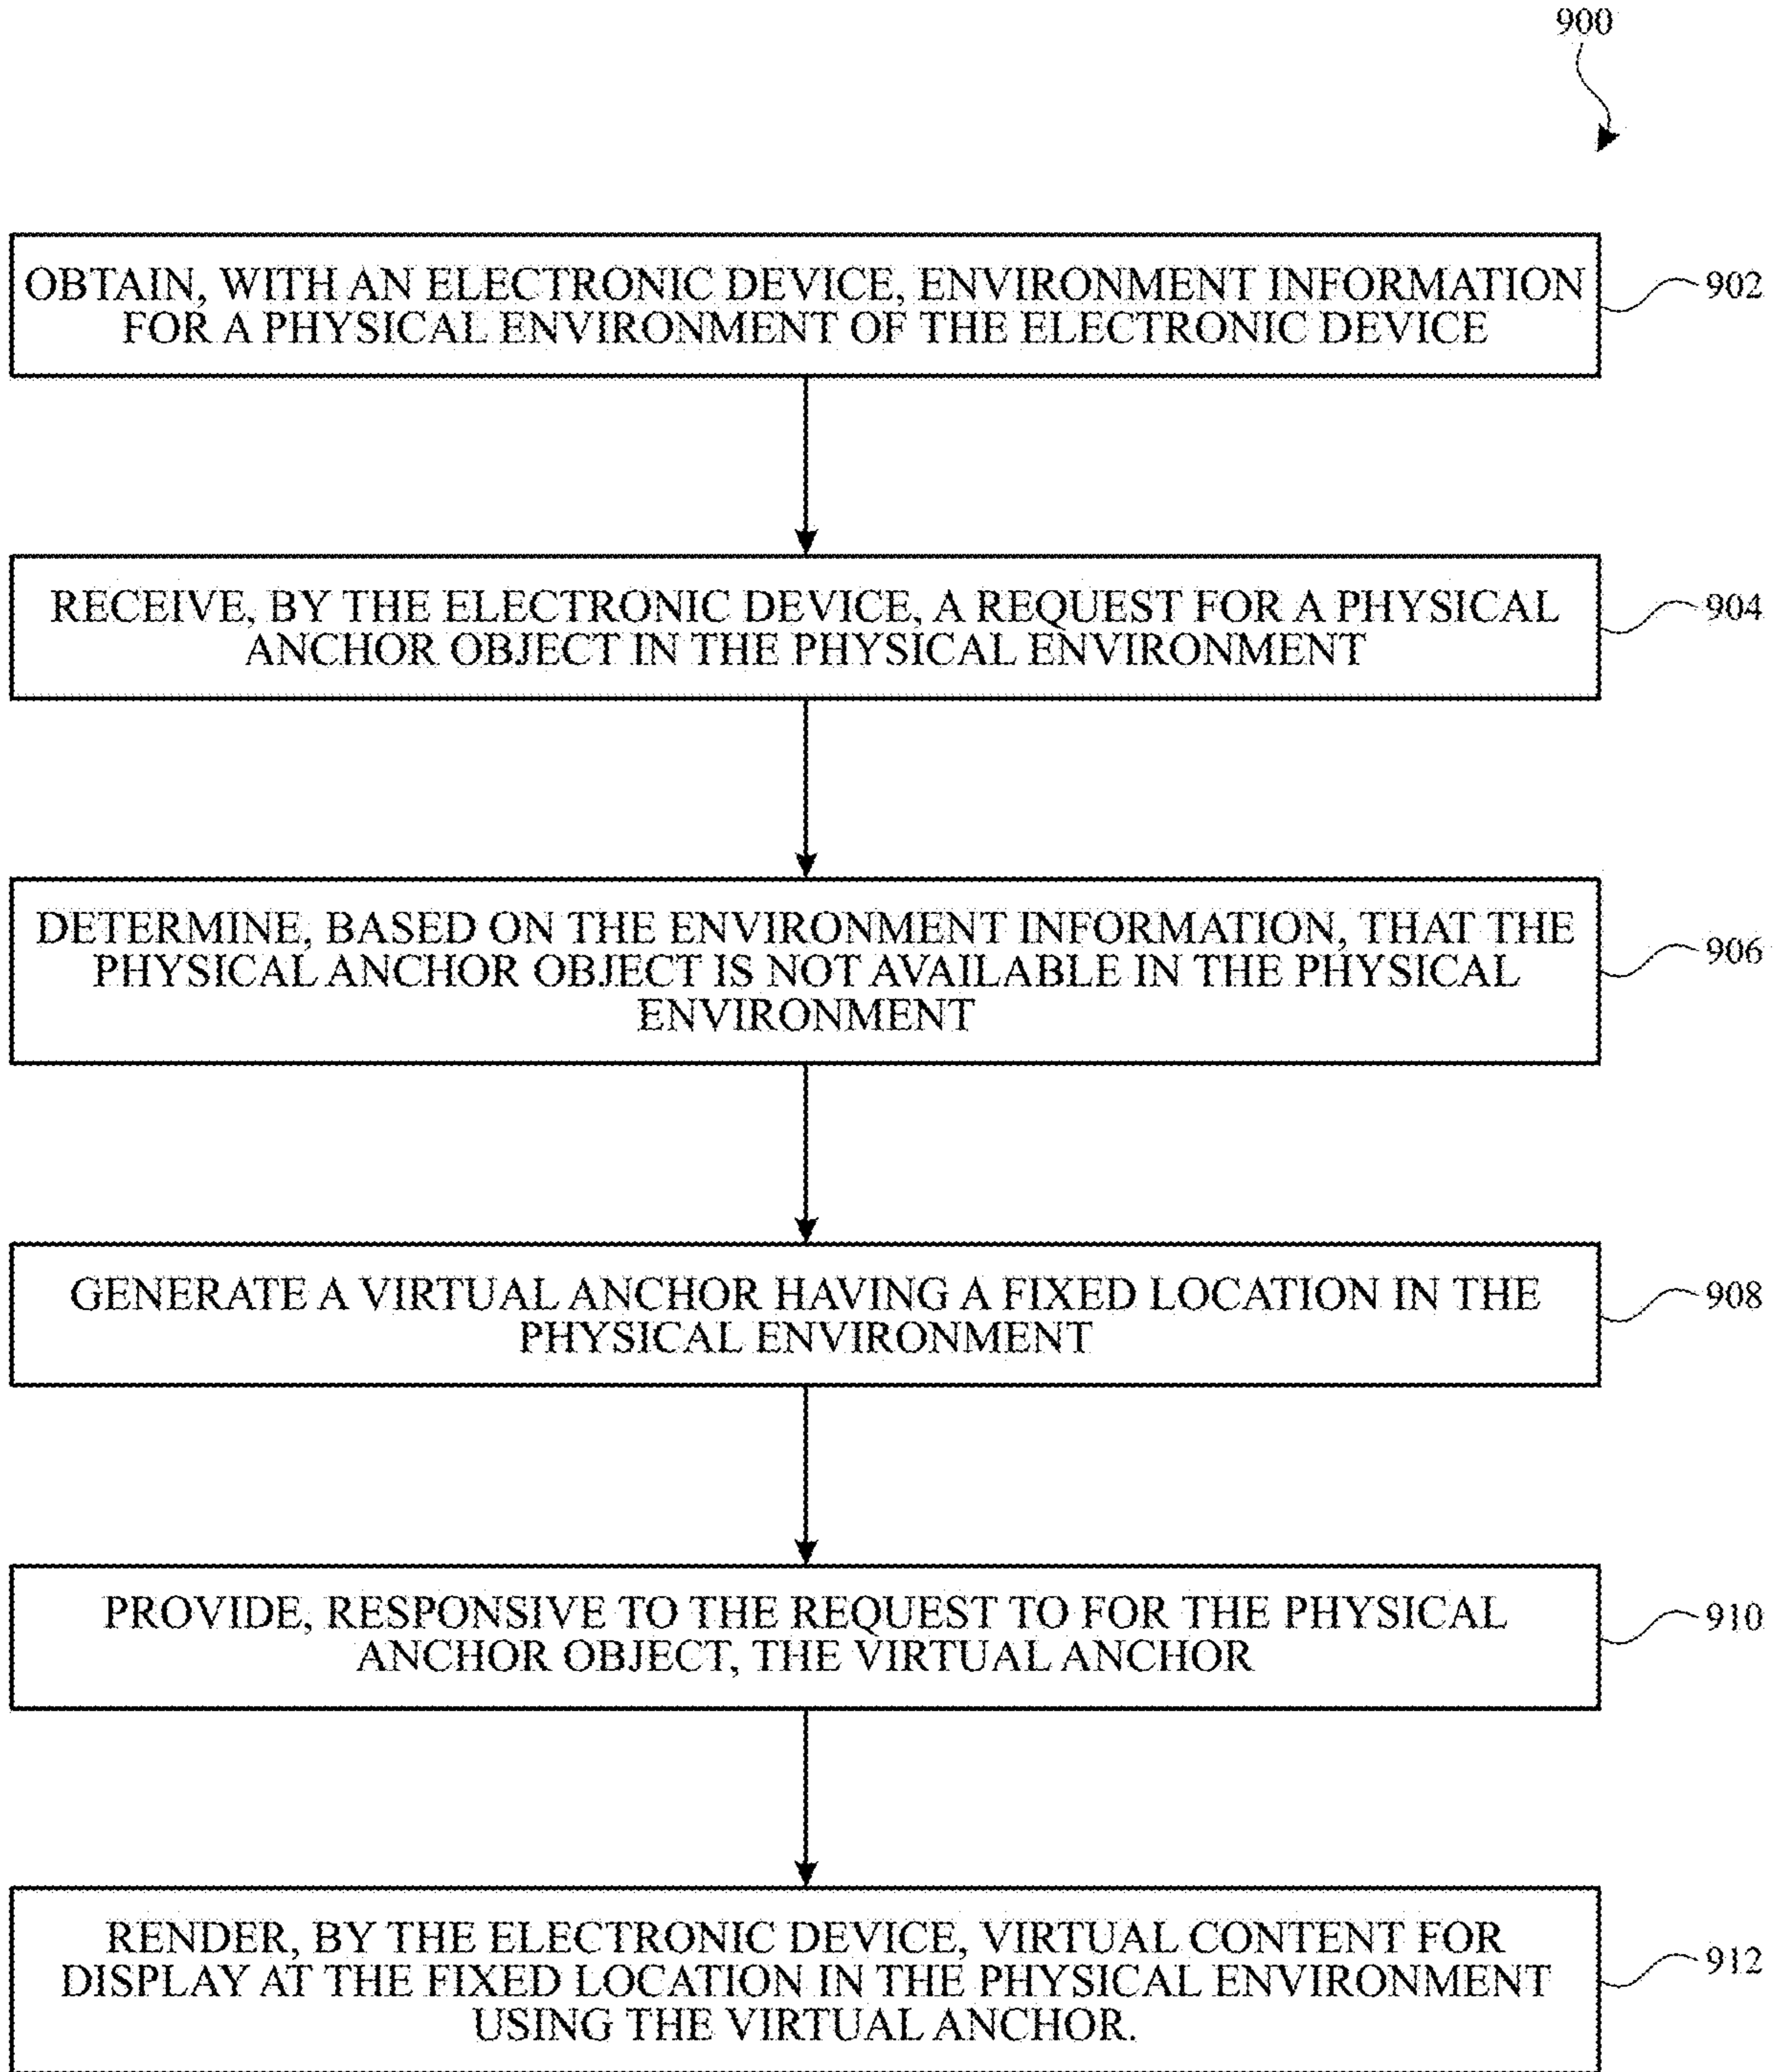 900
OBTAIN, WITH AN ELECTRONIC DEVICE, ENVIRONMENT INFORMATION
FOR A PHYSICAL ENVIRONMENT OF THE ELECTRONIC DEVICE
902
RECEIVE, BY THE ELECTRONIC DEVICE, A REQUEST FOR A PHYSICAL
ANCHOR OBJECT IN THE PHYSICAL ENVIRONMENT
904
DETERMINE, BASED ON THE ENVIRONMENT INFORMATION, THAT THE
PHYSICAL ANCHOR OBJECT IS NOT AVAILABLE IN THE PHYSICAL
ENVIRONMENT
906
GENERATE A VIRTUAL ANCHOR HAVING A FIXED LOCATION IN THE
PHYSICAL ENVIRONMENT
908
PROVIDE, RESPONSIVE TO THE REQUEST TO FOR THE PHYSICAL
ANCHOR OBJECT, THE VIRTUAL ANCHOR
910
RENDER, BY THE ELECTRONIC DEVICE, VIRTUAL CONTENT FOR
DISPLAY AT THE FIXED LOCATION IN THE PHYSICAL ENVIRONMENT
USING THE VIRTUAL ANCHOR.
912